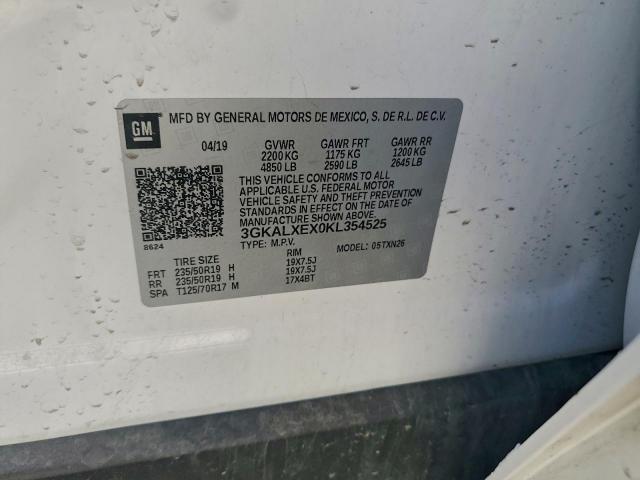 GM
MFD BY GENERAL MOTORS DE MEXICO, S. DE R.L. DE C.V.
04/19 GVWR GAWR FRT GAWR RR
2200 KG 1175 KG 1200 KG
4850 LB 2590 LB 2645 LB
THIS VEHICLE CONFORMS TO ALL
APPLICABLE U.S. FEDERAL MOTOR
VEHICLE SAFETY AND THEFT PREVENTION
STANDARDS IN EFFECT ON THE DATE OF
MANUFACTURE SHOWN ABOVE.
3GKALXEX0KL354525
8624
TYPE: M.P.V. MODEL: 05TXN26
TIRE SIZE RIM
FRT 235/50R19 H 19X7.5J
RR 235/50R19 H 19X7.5J
SPA T125/70R17 M 17X4BT